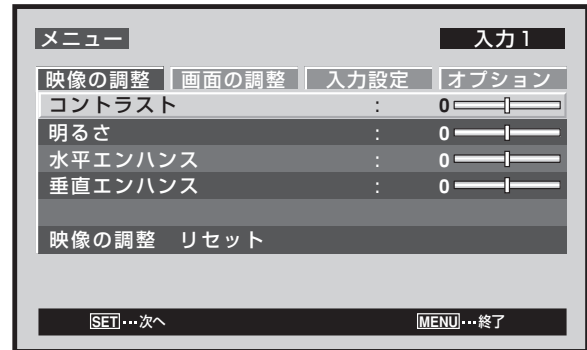 メニュー 入力1
映像の調整 画面の調整 入力設定 オプション
コントラスト : 0
明るさ : 0
水平エンハンス : 0
垂直エンハンス : 0
映像の調整 リセット
SET…次へ MENU…終了